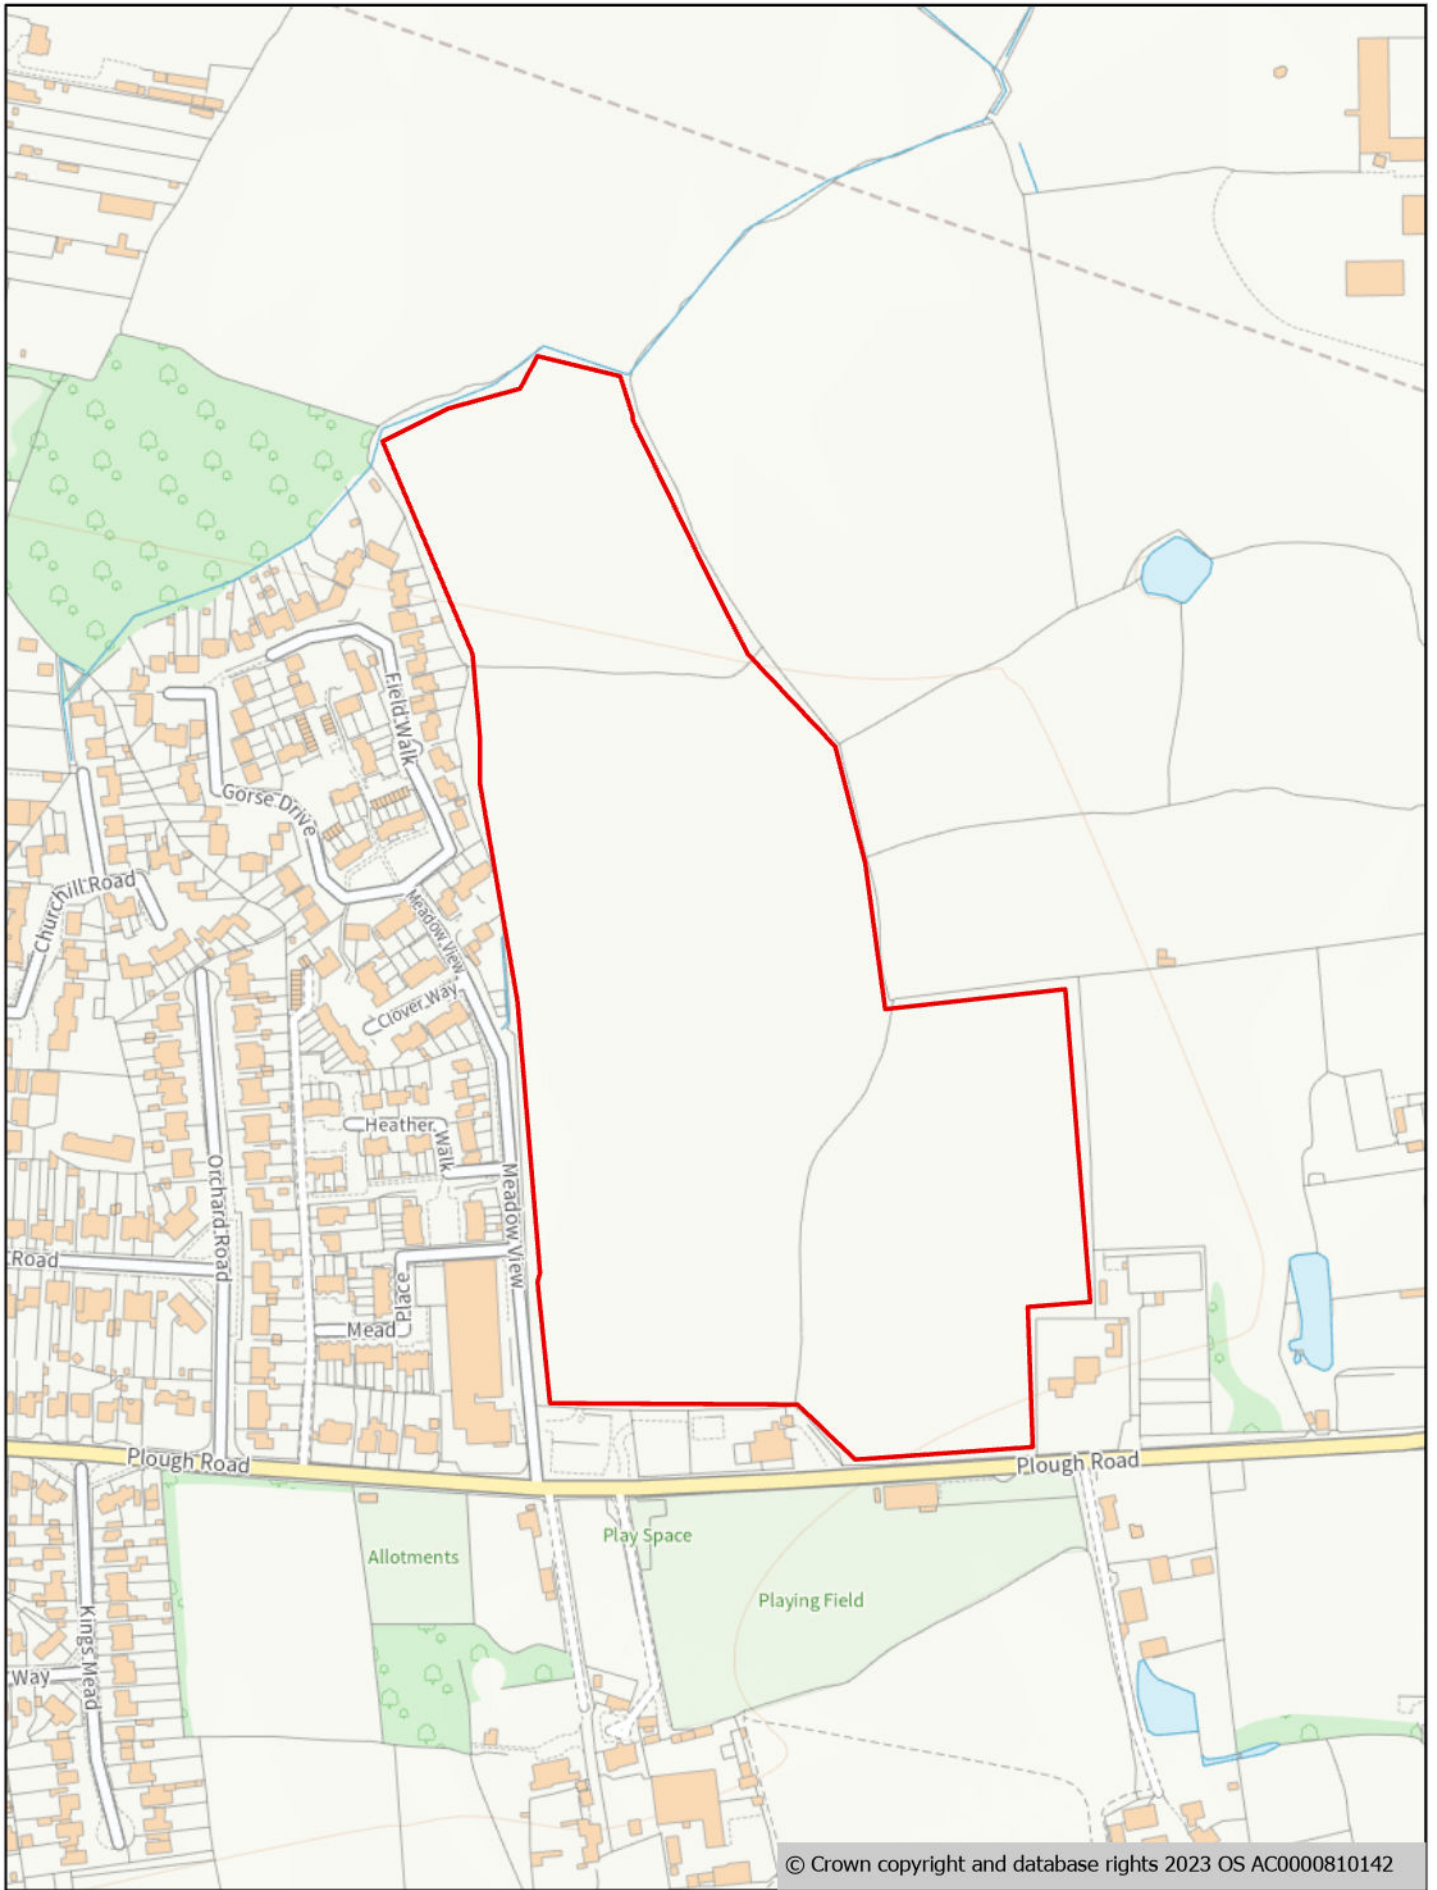 Field Walk
Gorse Drive
Churchill Road
Meadow View
Clover Way
Heather Walk
Orchard Road
Meadow View
Road
Mead Place
Plough Road
Plough Road
Play Space
Allotments
Playing Field
Kings Mead
Way
© Crown copyright and database rights 2023 OS AC0000810142